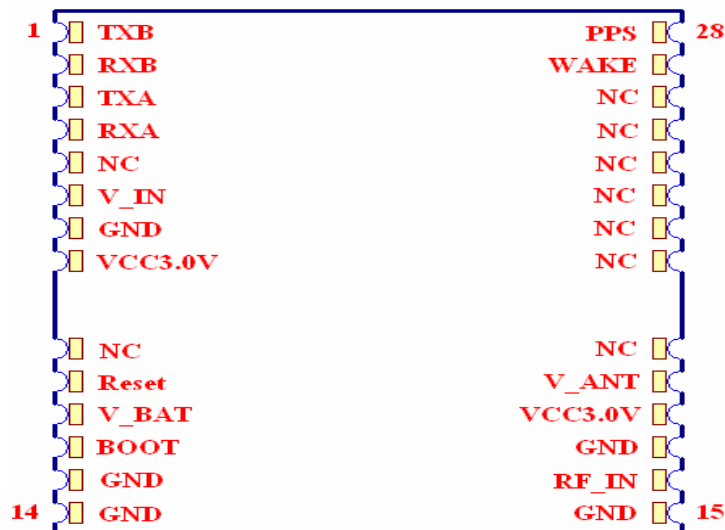 1 TXB PPS 28
RXB WAKE
TXA NC
RXA NC
NC NC
V_IN NC
GND NC
VCC3.0V NC
NC NC
Reset V_ANT
V_BAT VCC3.0V
BOOT GND
GND RF_IN
14 GND GND 15